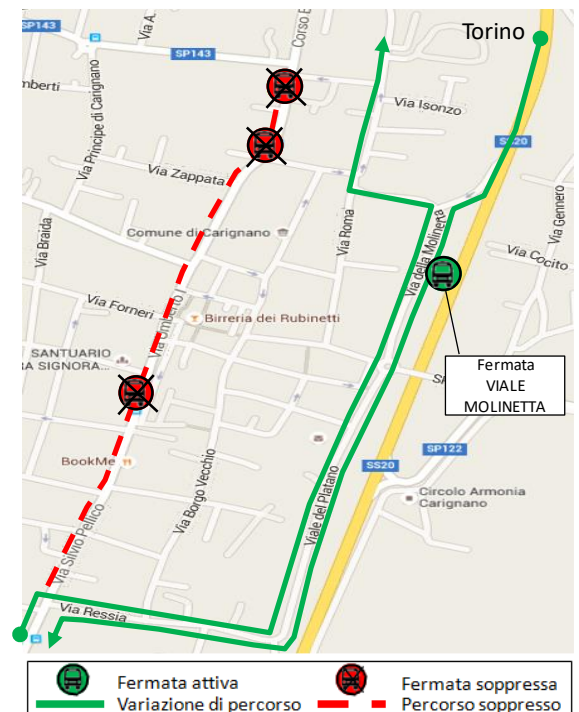 SP143
Via A.
Corso E
Torino
SP143
mberti
Via Principe di Carignano
Via Isonzo
SS20
Via Zappata
Via Gennero
Comune di Carignano
Via Roma
Via della Molinetta
Via Braida
Via Cocito
Via Forneri
Via Umberto I
Birreria dei Rubinetti
SANTUARIO
RA SIGNORA...
Fermata
VIALE
MOLINETTA
SP122
BookMe
SS20
Via Borgo Vecchio
Viale del Platano
Circolo Armonia
Carignano
Via Silvio Pellico
Via Ressia
Fermata attiva
Fermata soppressa
Variazione di percorso
Percorso soppresso